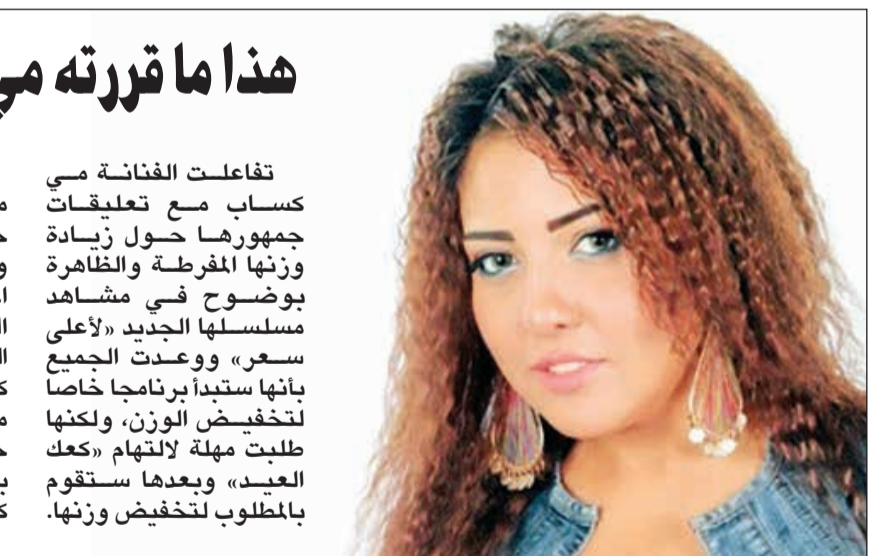 هذا ما قررته مي
تفاعلت الفنانة مي
كساب مع تعليقات
جمهورها حول زيادة
وزنها المفرطة والظاهرة
بوضوح في مشاهد
مسلسلها الجديد «لأعلى
سعر» ووعدت الجميع
بأنها ستبدأ برنامجا خاصا
لتخفيض الوزن، ولكنها
طلبت مهلة لالتهام «كعك
العيد» وبعدها ستقوم
بالمطلوب لتخفيض وزنها.